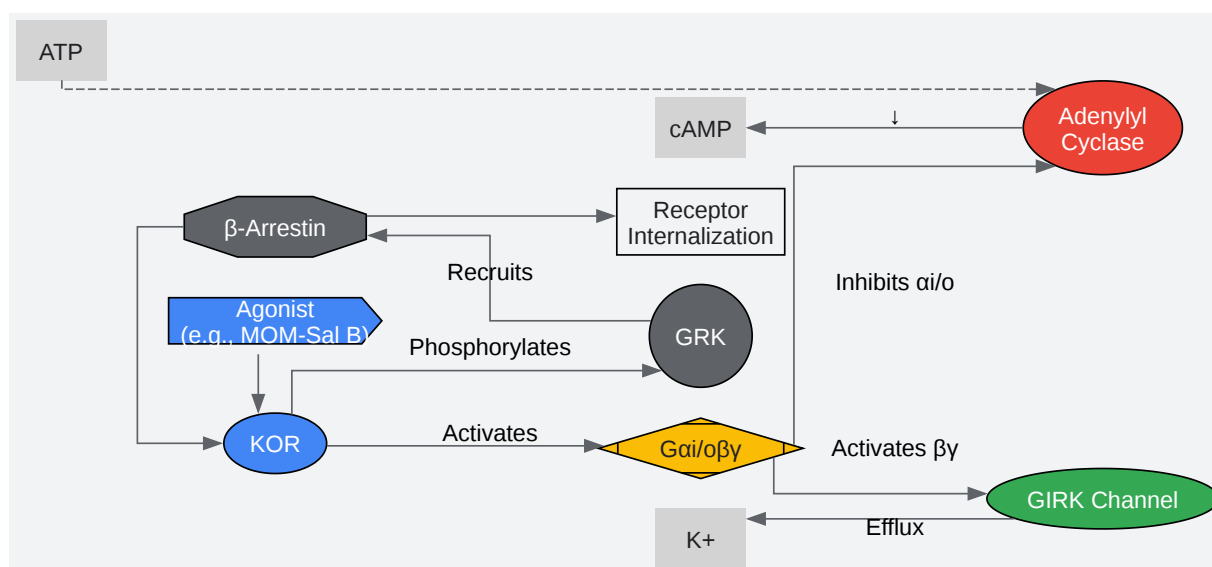 ATP
Adenylyl
Cyclase
cAMP
↓
β-Arrestin
Receptor
Internalization
Recruits
Inhibits αi/o
Agonist
(e.g., MOM-Sal B)
Phosphorylates
GRK
KOR
Activates
Gαi/oβγ
Activates βγ
GIRK Channel
Efflux
K+